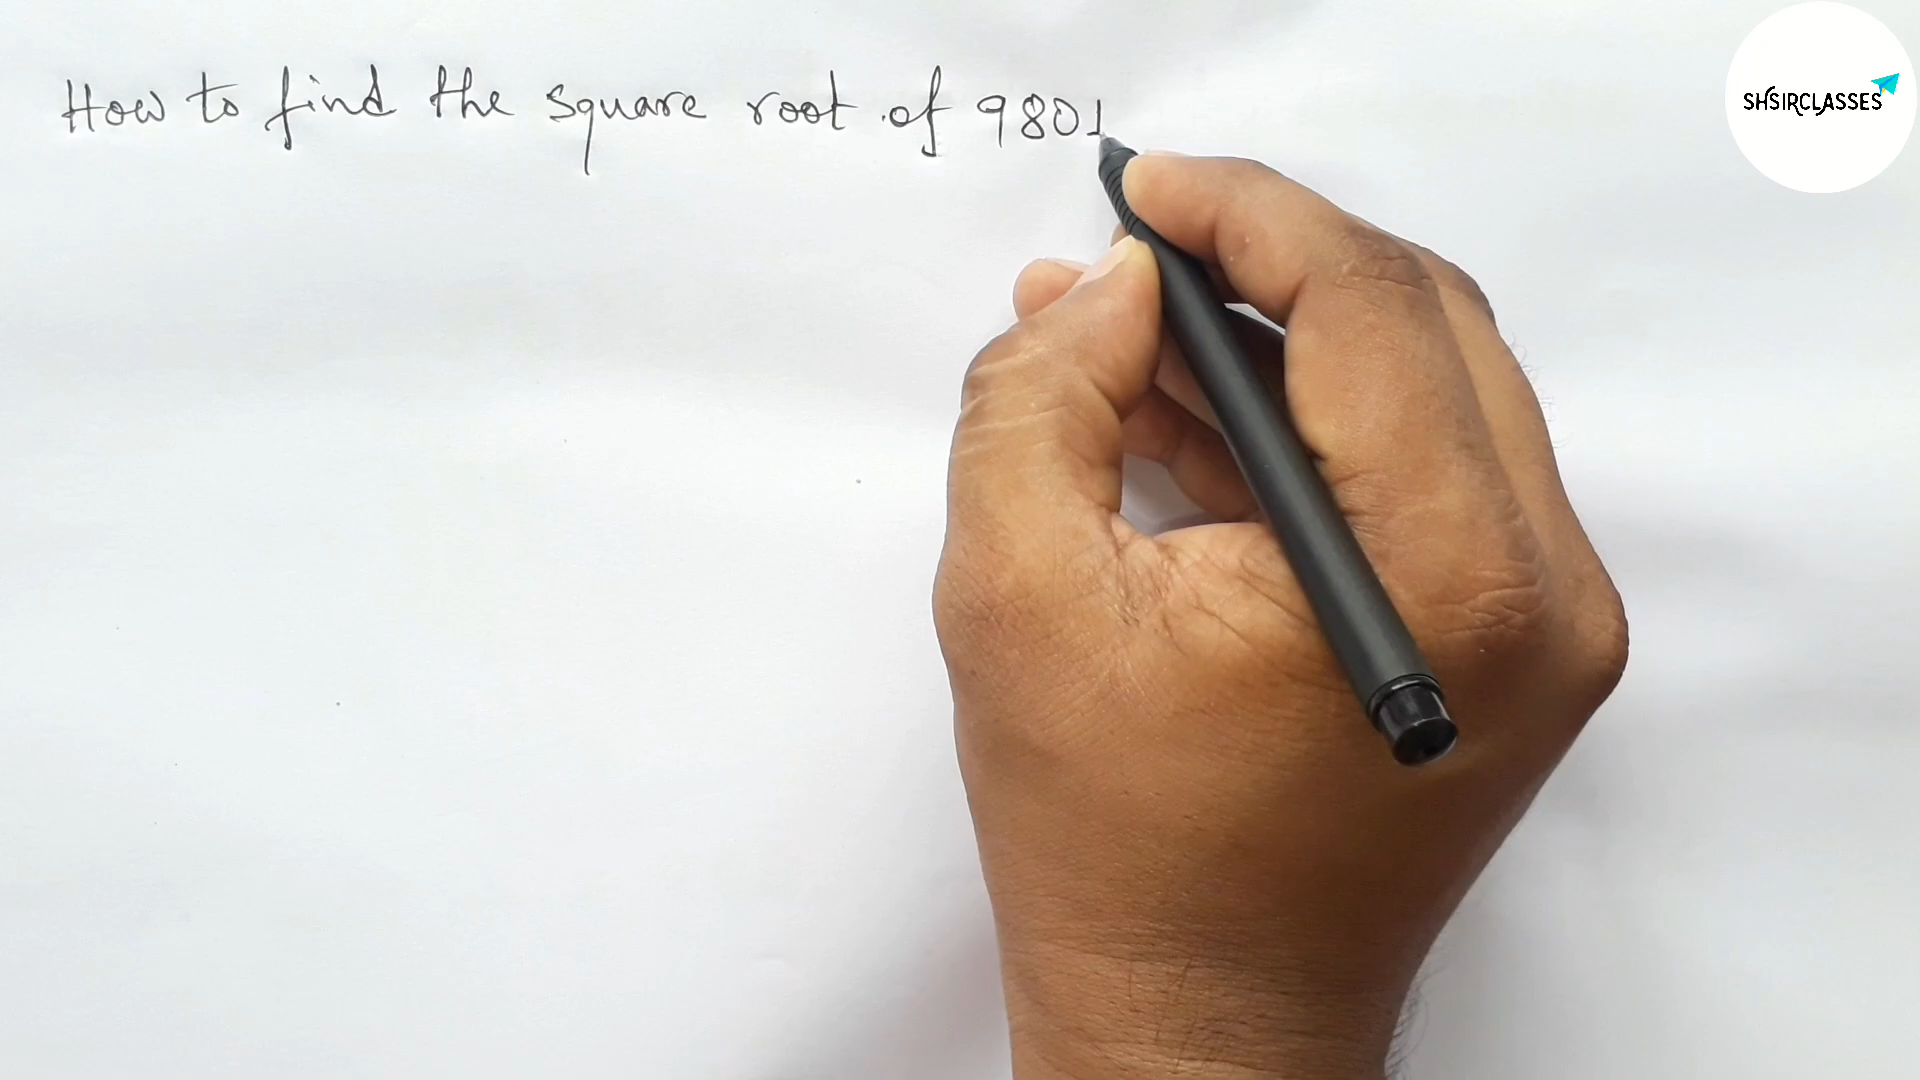 How to find the square root of 9801
SHSIRCLASSES